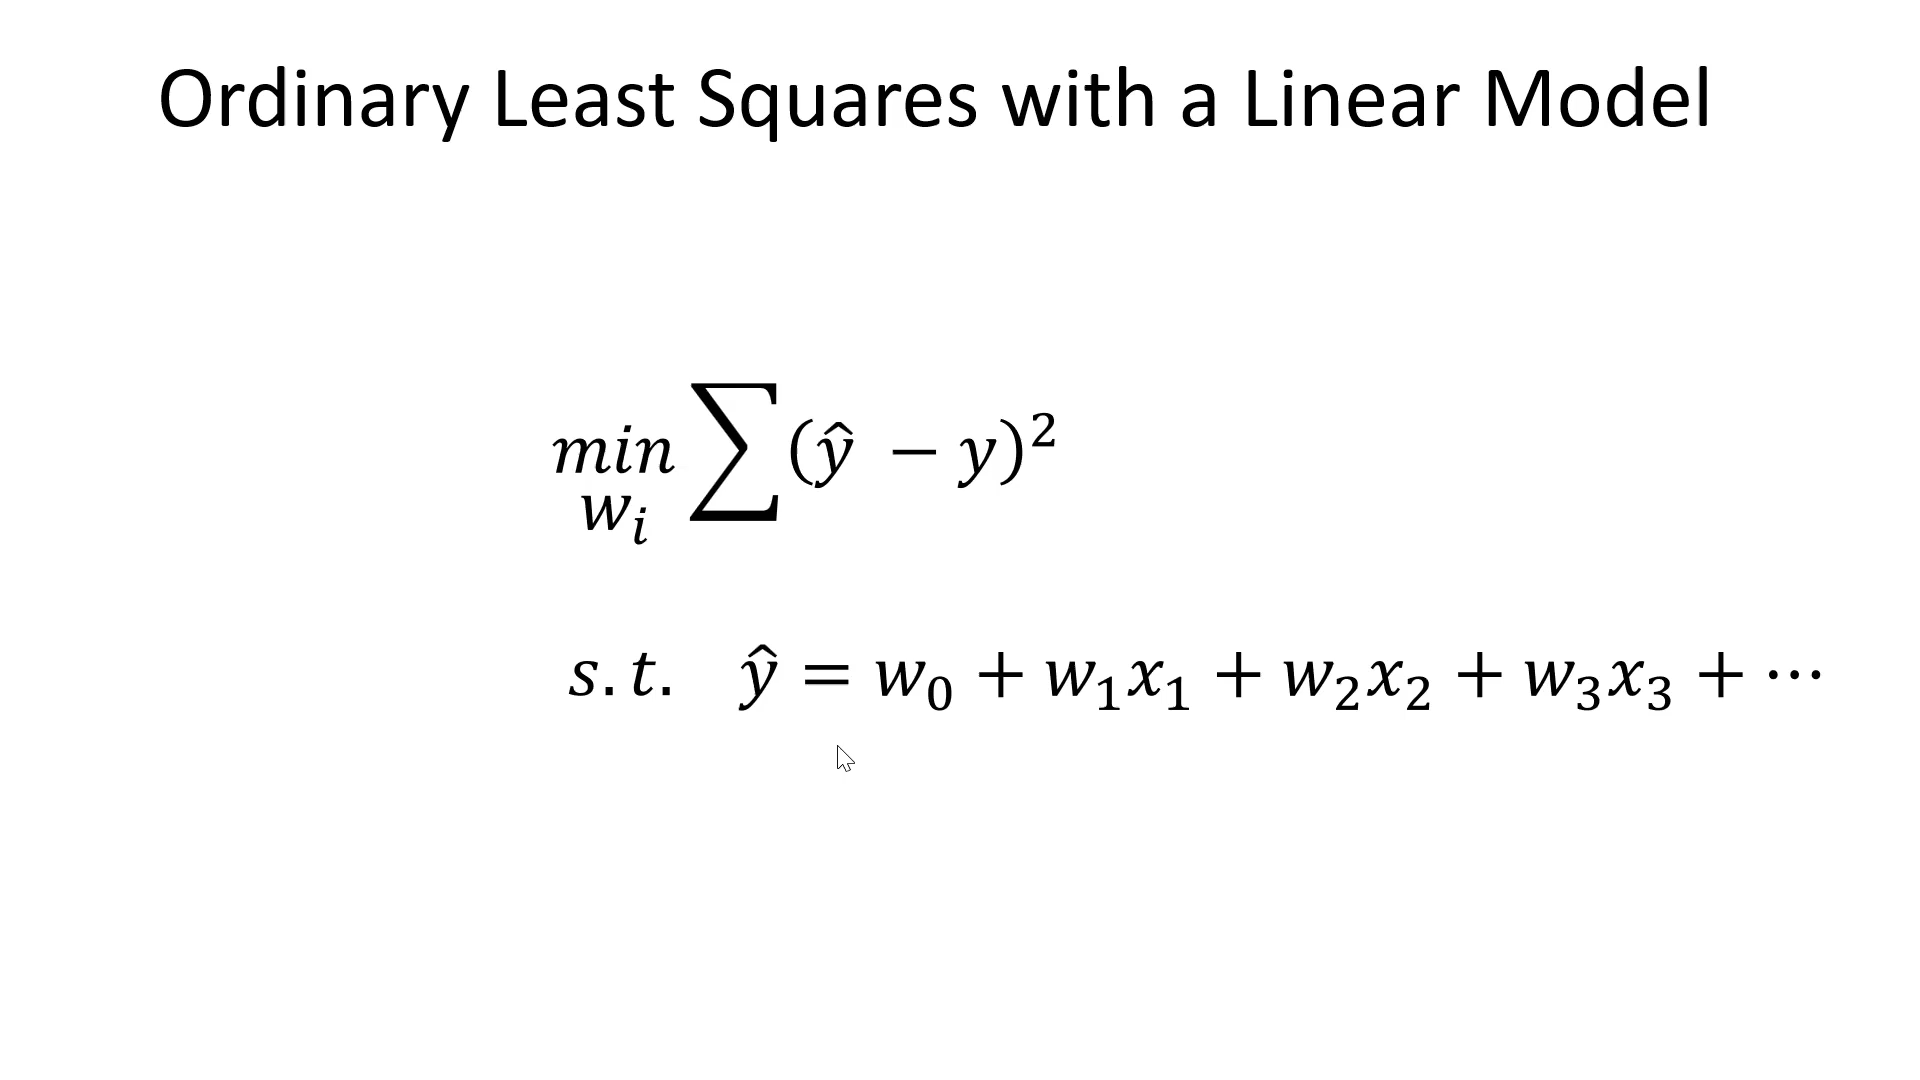 Ordinary Least Squares with a Linear Model
min ∑(ŷ − y)²
wᵢ
s.t. ŷ = w₀ + w₁x₁ + w₂x₂ + w₃x₃ + ⋯